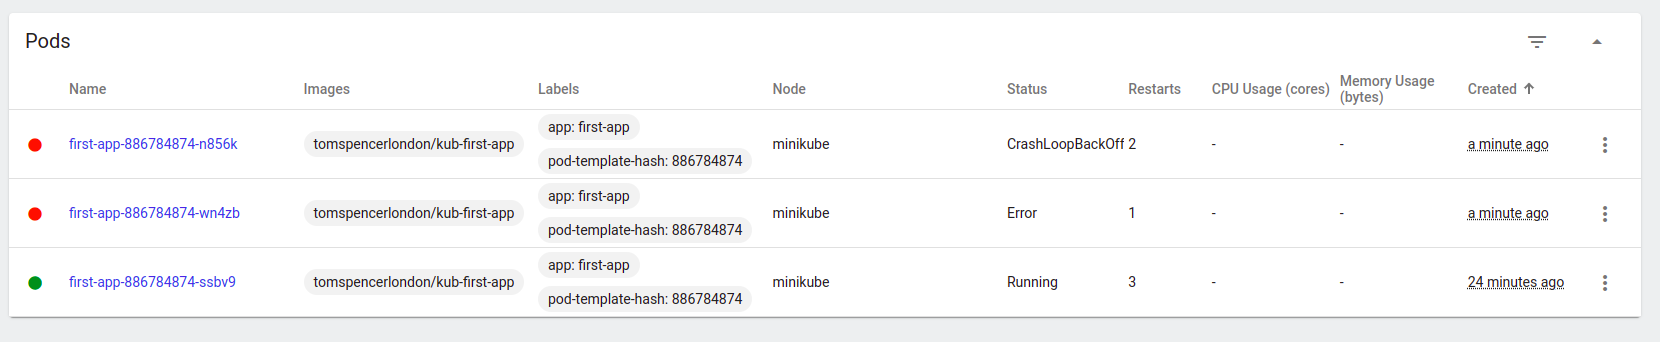 Pods
Name Images Labels Node Status Restarts CPU Usage (cores) Memory Usage (bytes) Created
first-app-886784874-n856k tomspencerlondon/kub-first-app app: first-app pod-template-hash: 886784874 minikube CrashLoopBackOff 2 - - a minute ago
first-app-886784874-wn4zb tomspencerlondon/kub-first-app app: first-app pod-template-hash: 886784874 minikube Error 1 - - a minute ago
first-app-886784874-ssbv9 tomspencerlondon/kub-first-app app: first-app pod-template-hash: 886784874 minikube Running 3 - - 24 minutes ago